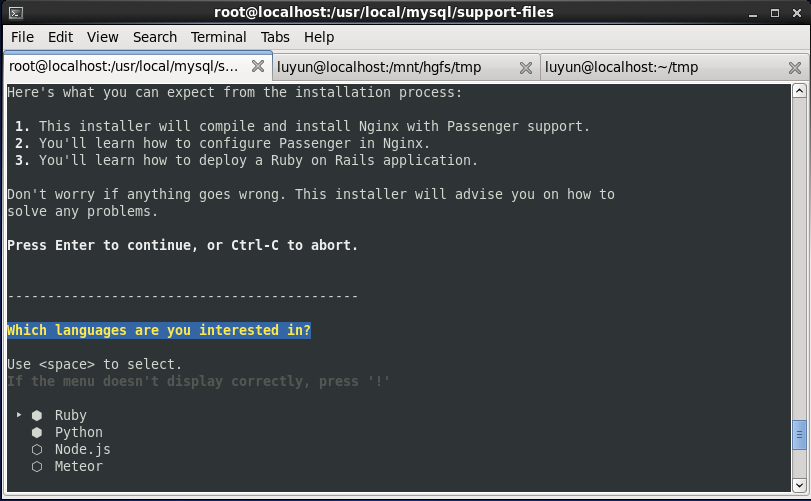 root@localhost:/usr/local/mysql/support-files
File Edit View Search Terminal Tabs Help
root@localhost:/usr/local/mysql/s... luyun@localhost:/mnt/hgfs/tmp luyun@localhost:~/tmp
Here's what you can expect from the installation process:
1. This installer will compile and install Nginx with Passenger support.
2. You'll learn how to configure Passenger in Nginx.
3. You'll learn how to deploy a Ruby on Rails application.
Don't worry if anything goes wrong. This installer will advise you on how to
solve any problems.
Press Enter to continue, or Ctrl-C to abort.
--------------------------------------------
Which languages are you interested in?
Use <space> to select.
If the menu doesn't display correctly, press '!'
‣ ⬢ Ruby
⬢ Python
⬡ Node.js
⬡ Meteor